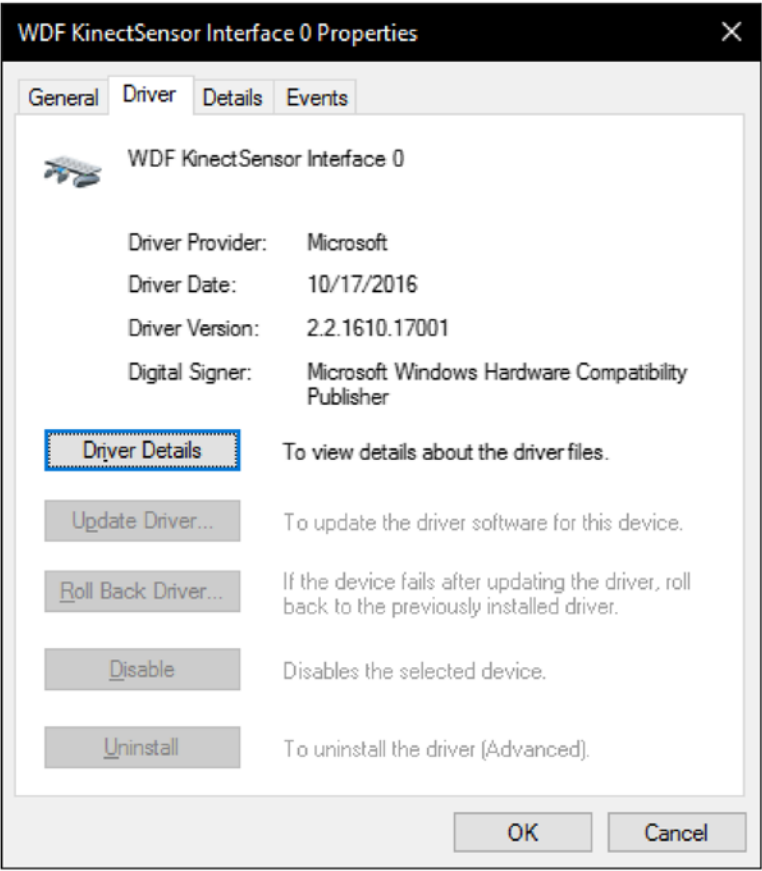 WDF KinectSensor Interface 0 Properties
General Driver Details Events
WDF KinectSensor Interface 0
Driver Provider: Microsoft
Driver Date: 10/17/2016
Driver Version: 2.2.1610.17001
Digital Signer: Microsoft Windows Hardware Compatibility
Publisher
Driver Details To view details about the driver files.
Update Driver... To update the driver software for this device.
Roll Back Driver... If the device fails after updating the driver, roll
back to the previously installed driver.
Disable Disables the selected device.
Uninstall To uninstall the driver (Advanced).
OK Cancel